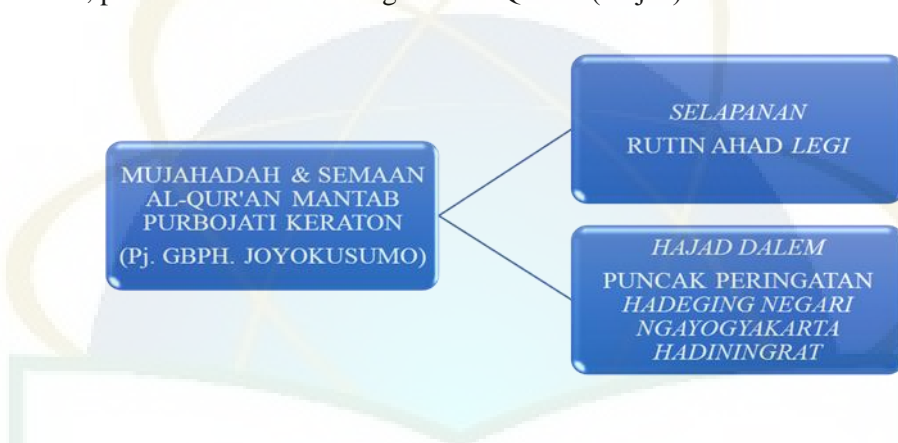 MUJAHADAH & SEMAAN
AL-QUR'AN MANTAB
PURBOJATI KERATON
(Pj. GBPH. JOYOKUSUMO)
SELAPANAN
RUTIN AHAD LEGI
HAJAD DALEM
PUNCAK PERINGATAN
HADEGING NEGARI
NGAYOGYAKARTA
HADININGRAT